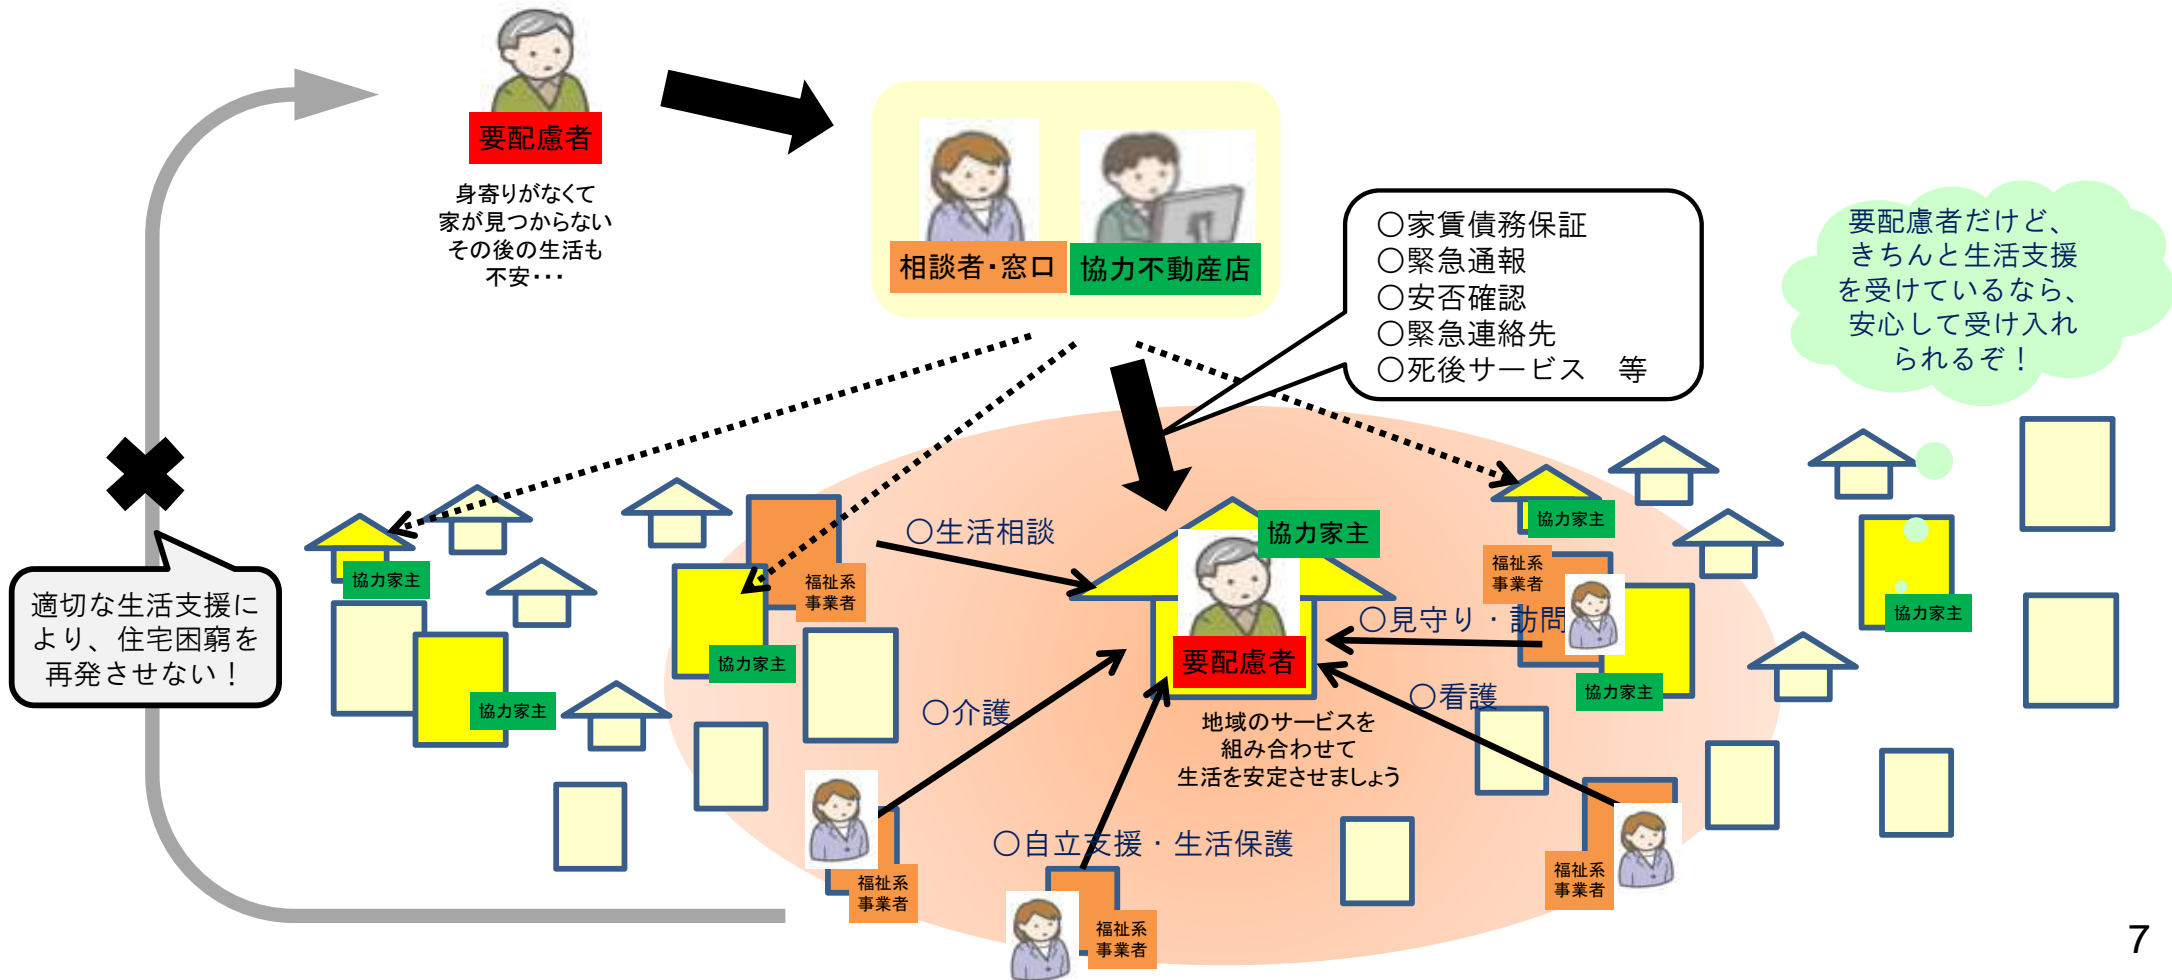 要配慮者
身寄りがなくて
家が見つからない
その後の生活も
不安･･･
相談者・窓口
協力不動産店
〇家賃債務保証
〇緊急通報
〇安否確認
〇緊急連絡先
〇死後サービス　等
要配慮者だけど、
きちんと生活支援
を受けているなら、
安心して受け入れ
られるぞ！
適切な生活支援に
より、住宅困窮を
再発させない！
協力家主
協力家主
協力家主
福祉系
事業者
〇生活相談
協力家主
要配慮者
地域のサービスを
組み合わせて
生活を安定させましょう
〇見守り・訪問
〇看護
〇介護
〇自立支援・生活保護
協力家主
福祉系
事業者
協力家主
協力家主
福祉系
事業者
福祉系
事業者
福祉系
事業者
7